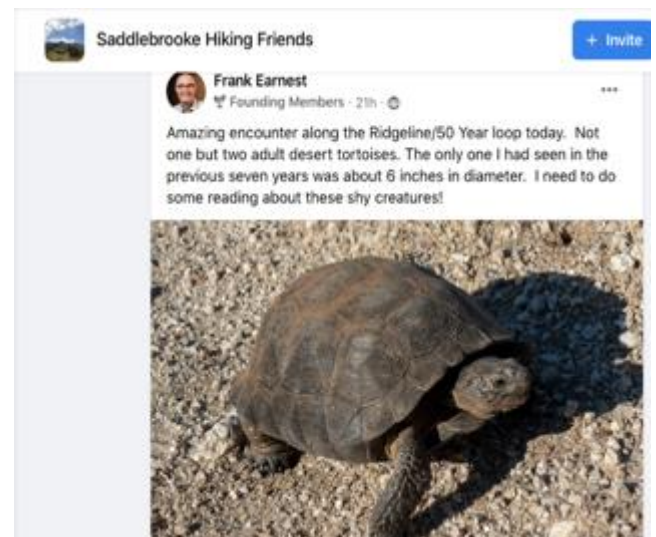 Saddlebrooke Hiking Friends
+ Invite
Frank Earnest
Founding Members · 21h ·
Amazing encounter along the Ridgeline/50 Year loop today. Not
one but two adult desert tortoises. The only one I had seen in the
previous seven years was about 6 inches in diameter. I need to do
some reading about these shy creatures!